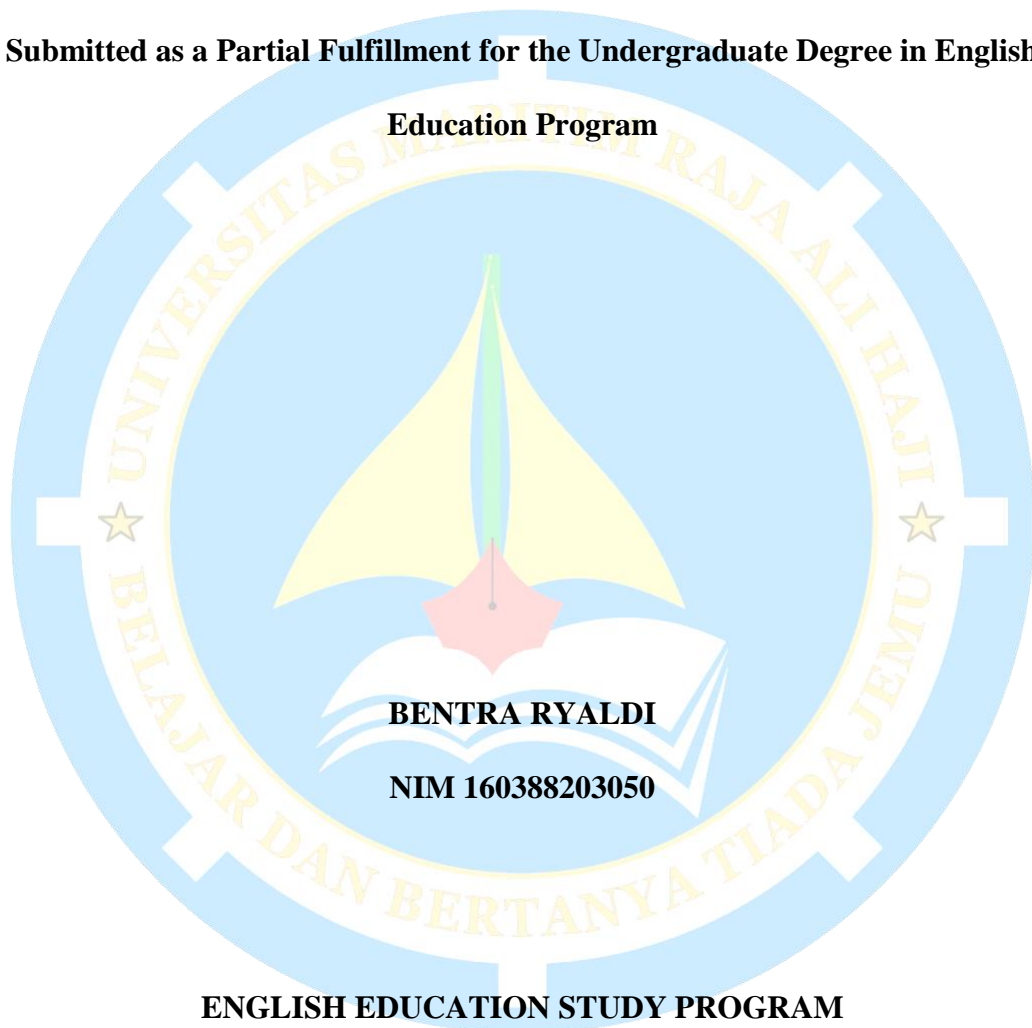 Submitted as a Partial Fulfillment for the Undergraduate Degree in English
Education Program
UNIVERSITAS MARITIM RAJA ALI HAJI
BENTRA RYALDI
NIM 160388203050
BELAJAR DAN BERTANYA TIADA JEMU
ENGLISH EDUCATION STUDY PROGRAM